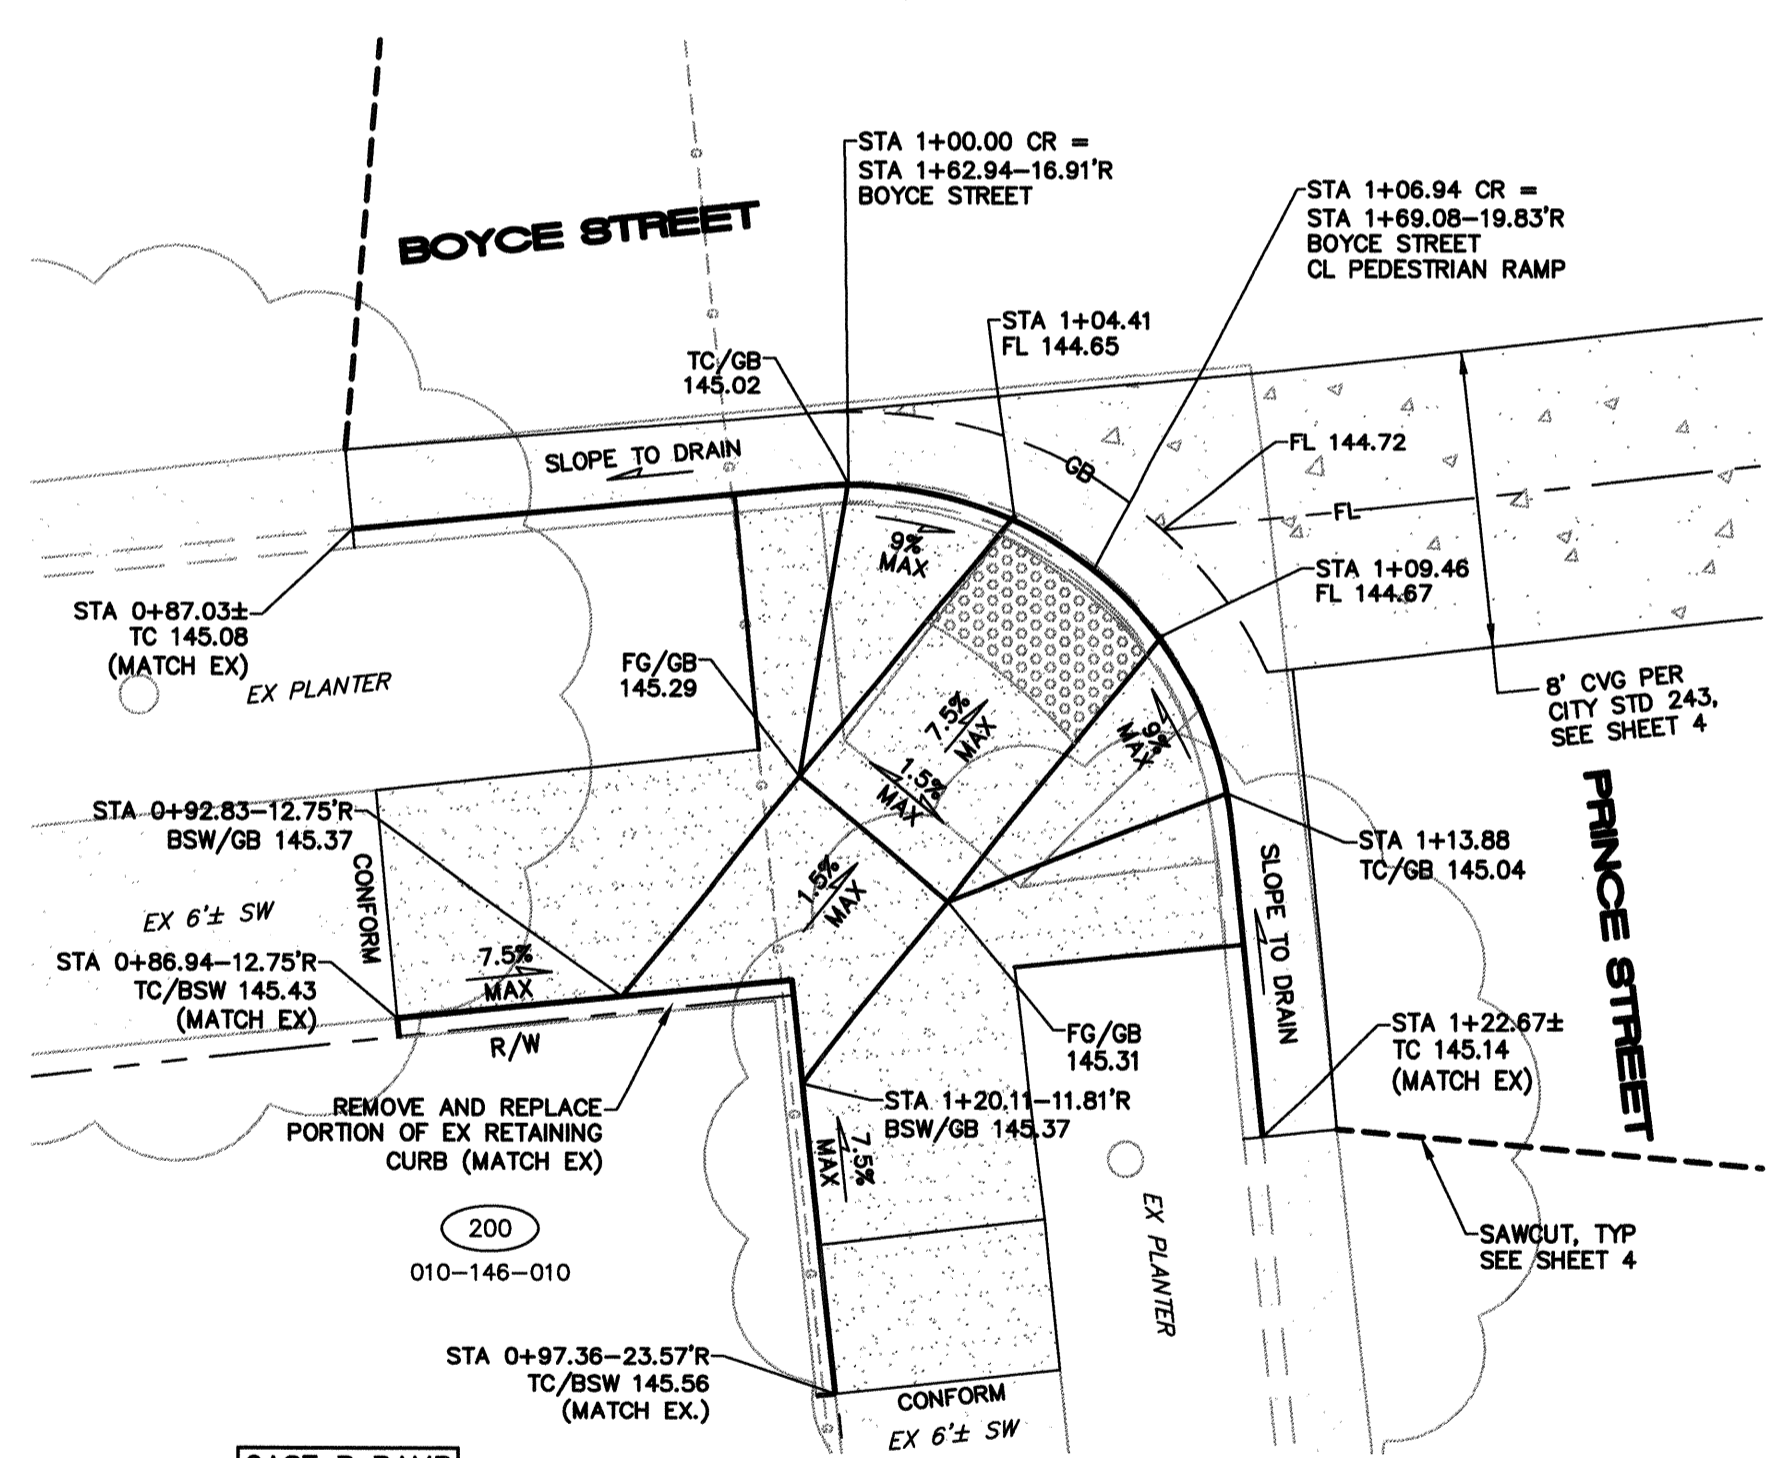 STA 1+00.00 CR =
STA 1+62.94-16.91'R
BOYCE STREET
BOYCE STREET
STA 1+06.94 CR =
STA 1+69.08-19.83'R
BOYCE STREET
CL PEDESTRIAN RAMP
STA 1+04.41
FL 144.65
TC/GB
145.02
SLOPE TO DRAIN
GB
FL 144.72
FL
9%
MAX
STA 1+09.46
FL 144.67
STA 0+87.03±
TC 145.08
(MATCH EX)
EX PLANTER
FG/GB
145.29
8' CVG PER
CITY STD 243,
SEE SHEET 4
7.5%
MAX
9%
MAX
1.5%
MAX
PRINCE STREET
STA 0+92.83-12.75'R
BSW/GB 145.37
CONFORM
STA 1+13.88
TC/GB 145.04
EX 6'± SW
1.5%
MAX
SLOPE TO DRAIN
STA 0+86.94-12.75'R
TC/BSW 145.43
(MATCH EX)
7.5%
MAX
R/W
FG/GB
145.31
STA 1+22.67±
TC 145.14
(MATCH EX)
REMOVE AND REPLACE
PORTION OF EX RETAINING
CURB (MATCH EX)
STA 1+20.11-11.81'R
BSW/GB 145.37
7.5%
MAX
200
010-146-010
EX PLANTER
SAWCUT, TYP
SEE SHEET 4
STA 0+97.36-23.57'R
TC/BSW 145.56
(MATCH EX.)
CONFORM
EX 6'± SW
G
G
G
G
G
G
G
G
G
G